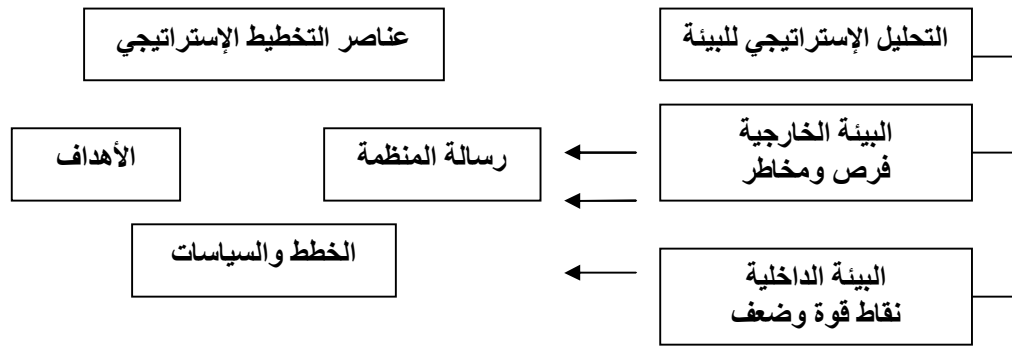 التحليل الإستراتيجي للبيئة
عناصر التخطيط الإستراتيجي
البيئة الخارجية
فرص ومخاطر
رسالة المنظمة
الأهداف
الخطط والسياسات
البيئة الداخلية
نقاط قوة وضعف